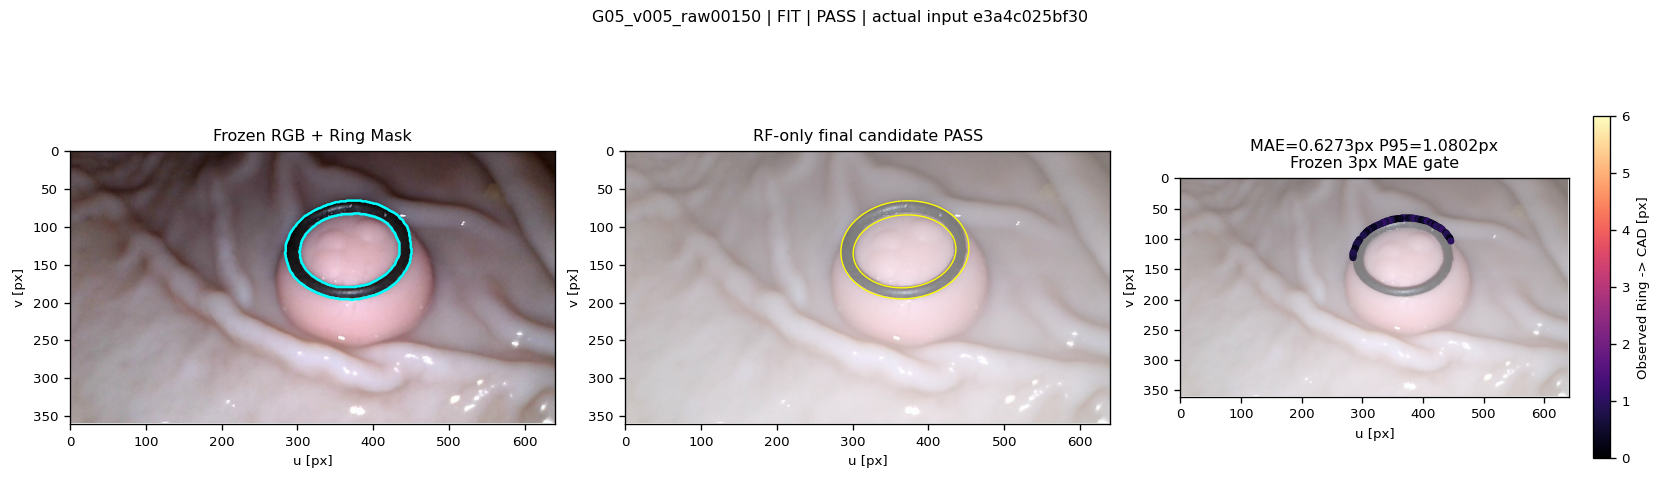 G05_v005_raw00150 | FIT | PASS | actual input e3a4c025bf30
Frozen RGB + Ring Mask
0
50
100
150
200
250
300
350
v [px]
0 100 200 300 400 500 600
u [px]
RF-only final candidate PASS
0
50
100
150
200
250
300
350
v [px]
0 100 200 300 400 500 600
u [px]
MAE=0.6273px P95=1.0802px
Frozen 3px MAE gate
0
50
100
150
200
250
300
350
v [px]
0 100 200 300 400 500 600
u [px]
6
5
4
3
2
1
0
Observed Ring -> CAD [px]